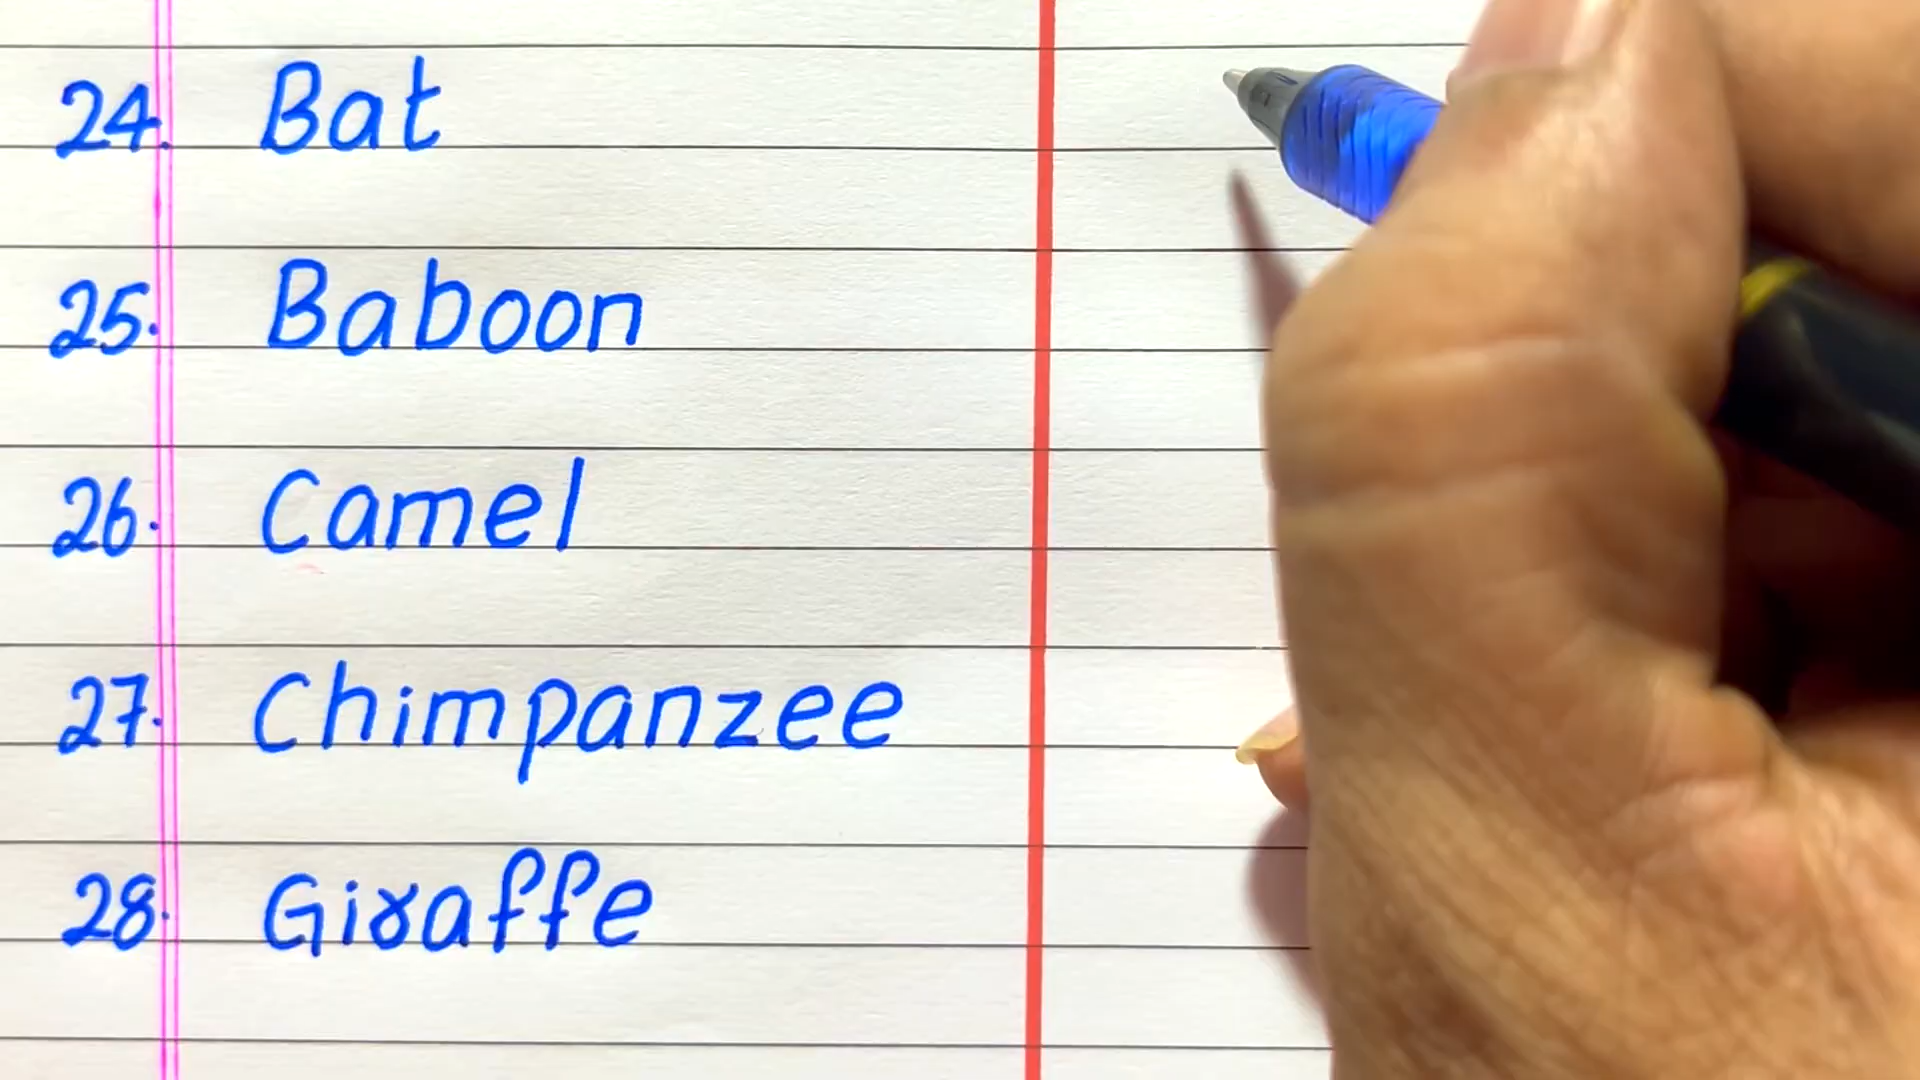 24. Bat
25. Baboon
26. Camel
27. Chimpanzee
28. Giraffe